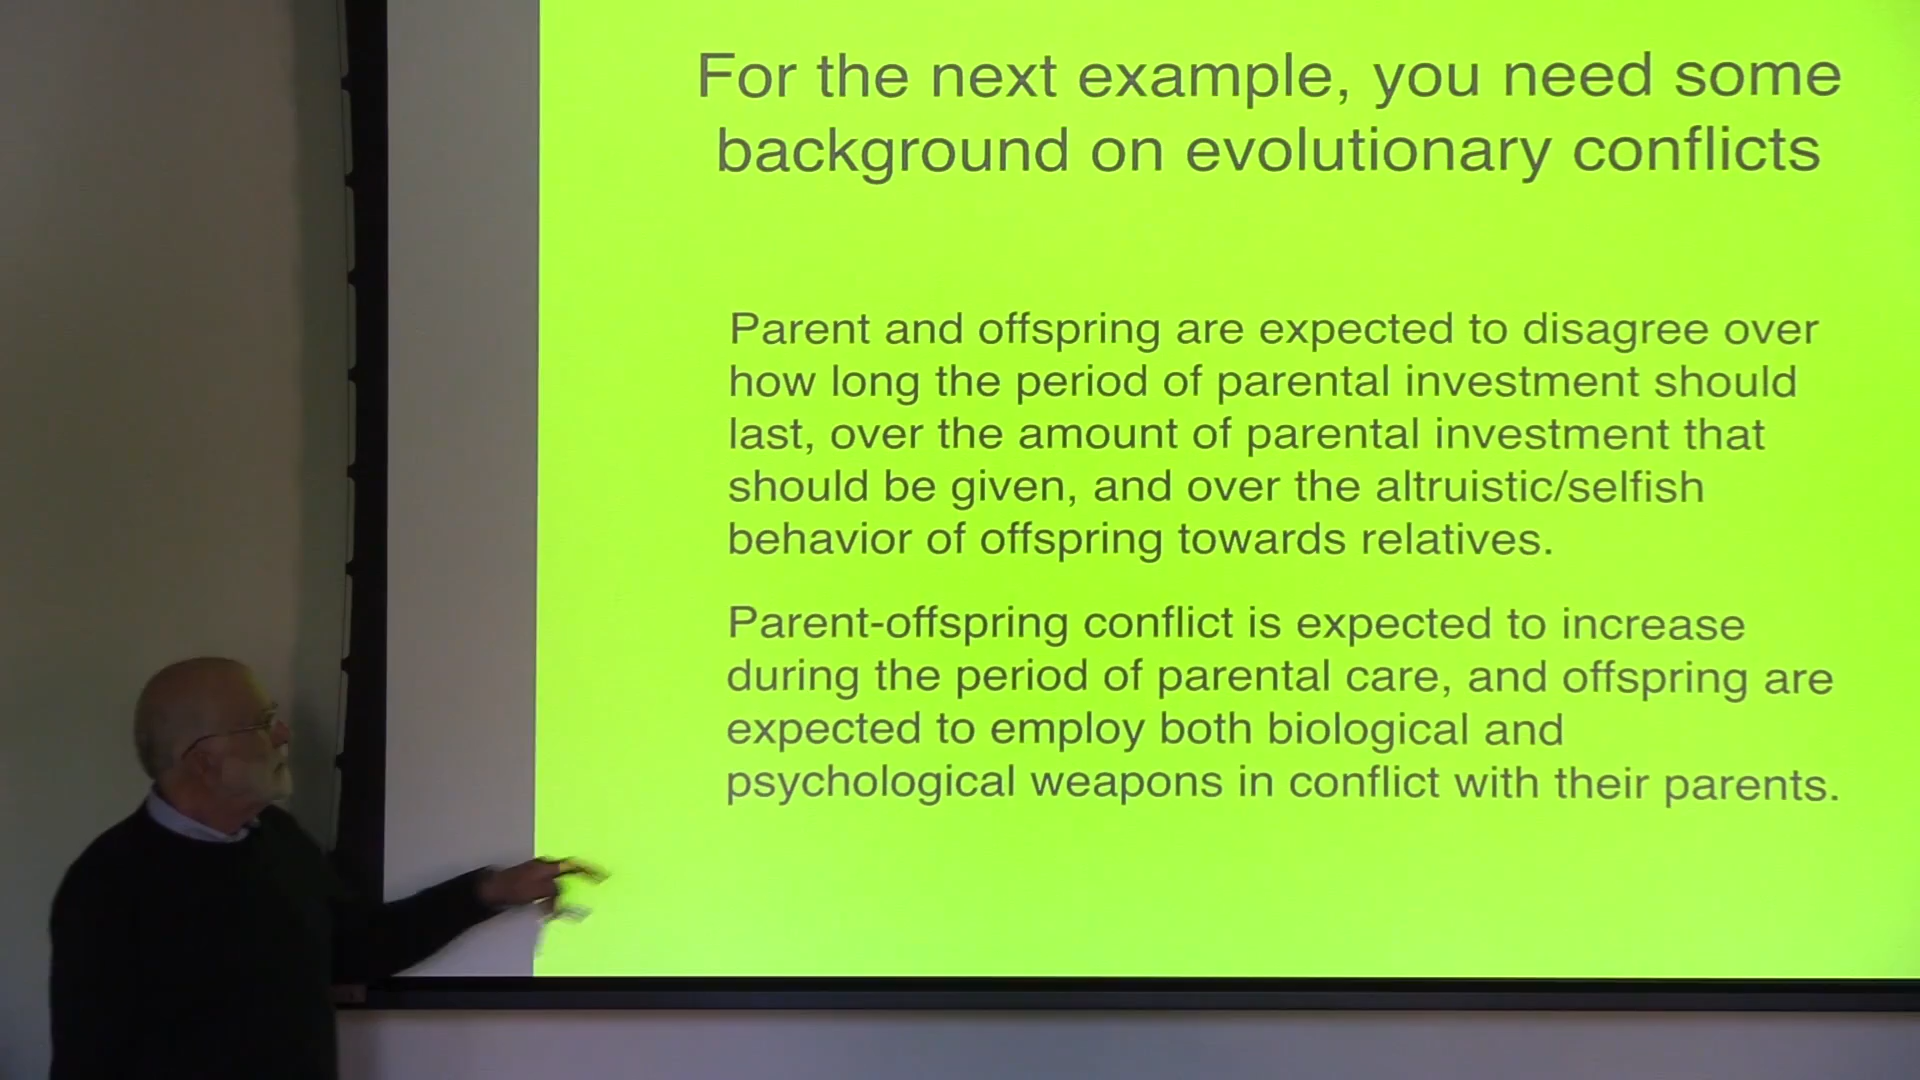 For the next example, you need some
background on evolutionary conflicts
Parent and offspring are expected to disagree over
how long the period of parental investment should
last, over the amount of parental investment that
should be given, and over the altruistic/selfish
behavior of offspring towards relatives.
Parent-offspring conflict is expected to increase
during the period of parental care, and offspring are
expected to employ both biological and
psychological weapons in conflict with their parents.